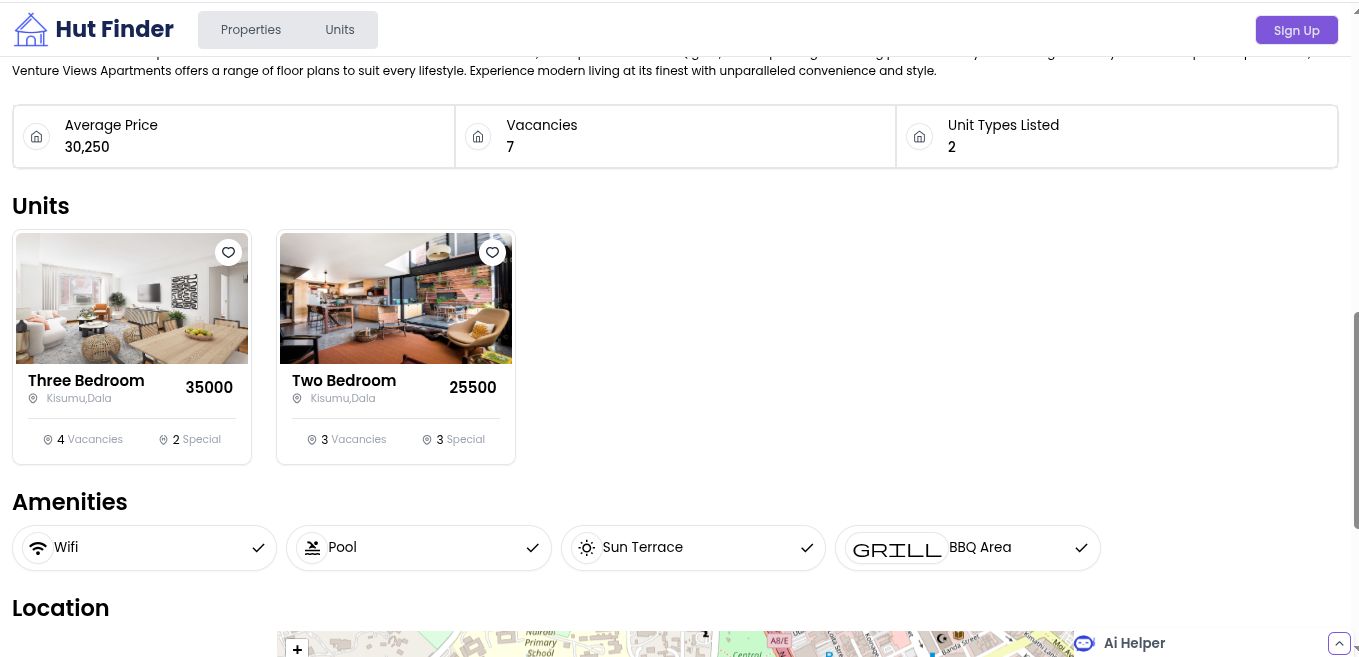 Hut Finder
Properties
Units
Sign Up
Venture Views Apartments offers a range of floor plans to suit every lifestyle. Experience modern living at its finest with unparalleled convenience and style.
Average Price
30,250
Vacancies
7
Unit Types Listed
2
Units
Three Bedroom
35000
Kisumu,Dala
4 Vacancies
2 Special
Two Bedroom
25500
Kisumu,Dala
3 Vacancies
3 Special
Amenities
Wifi
Pool
Sun Terrace
GRILL
BBQ Area
Location
+
Nairobi
Primary
School
Central
A8/E
Banda Street
Ai Helper